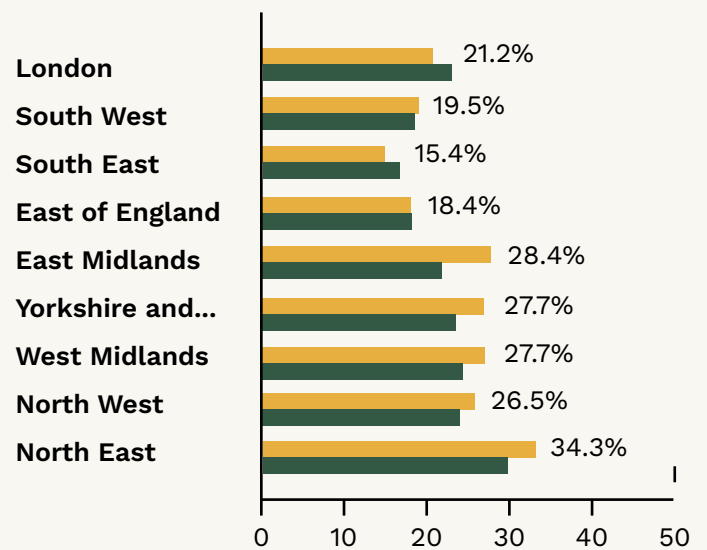 London 21.2%
South West 19.5%
South East 15.4%
East of England 18.4%
East Midlands 28.4%
Yorkshire and... 27.7%
West Midlands 27.7%
North West 26.5%
North East 34.3%
0 10 20 30 40 50